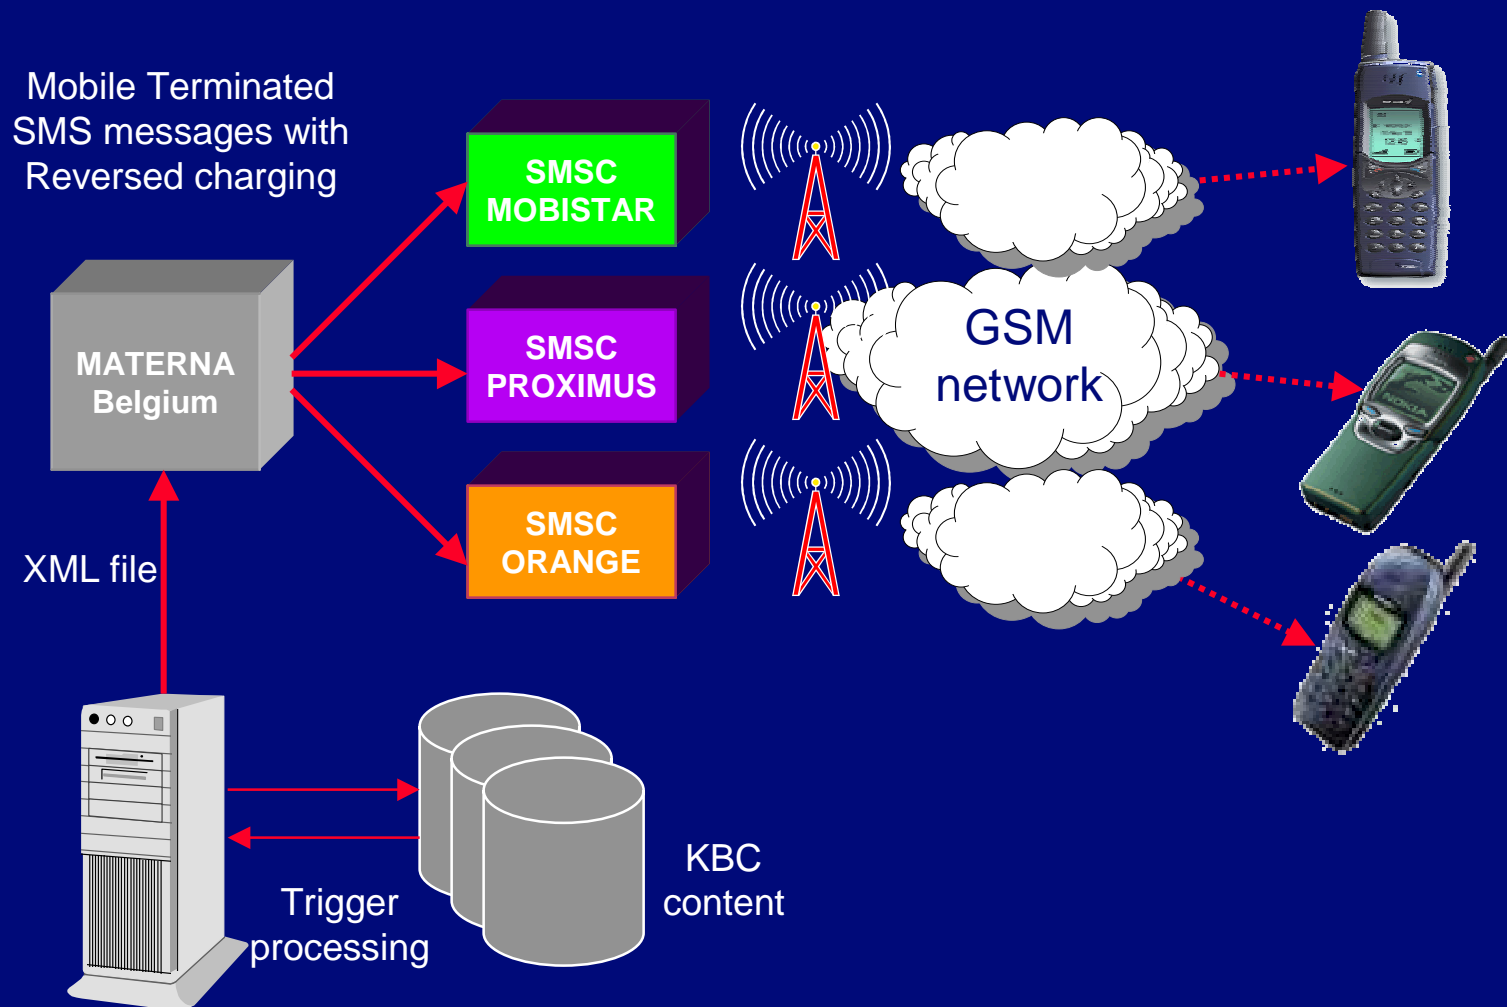 Mobile Terminated
SMS messages with
Reversed charging
SMSC
MOBISTAR
MATERNA
Belgium
SMSC
PROXIMUS
GSM
network
NOKIA
SMSC
ORANGE
XML file
KBC
content
Trigger
processing